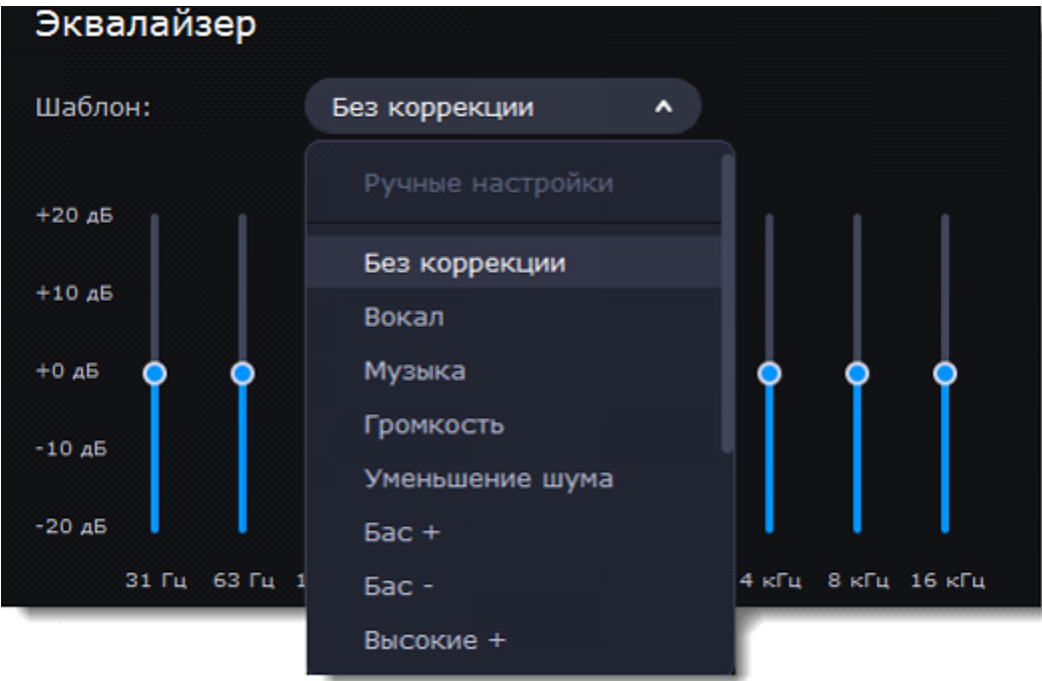 Эквалайзер
Шаблон:
Без коррекции
Ручные настройки
Без коррекции
Вокал
Музыка
Громкость
Уменьшение шума
Бас +
Бас -
Высокие +
+20 дБ
+10 дБ
+0 дБ
-10 дБ
-20 дБ
31 Гц 63 Гц 4 кГц 8 кГц 16 кГц